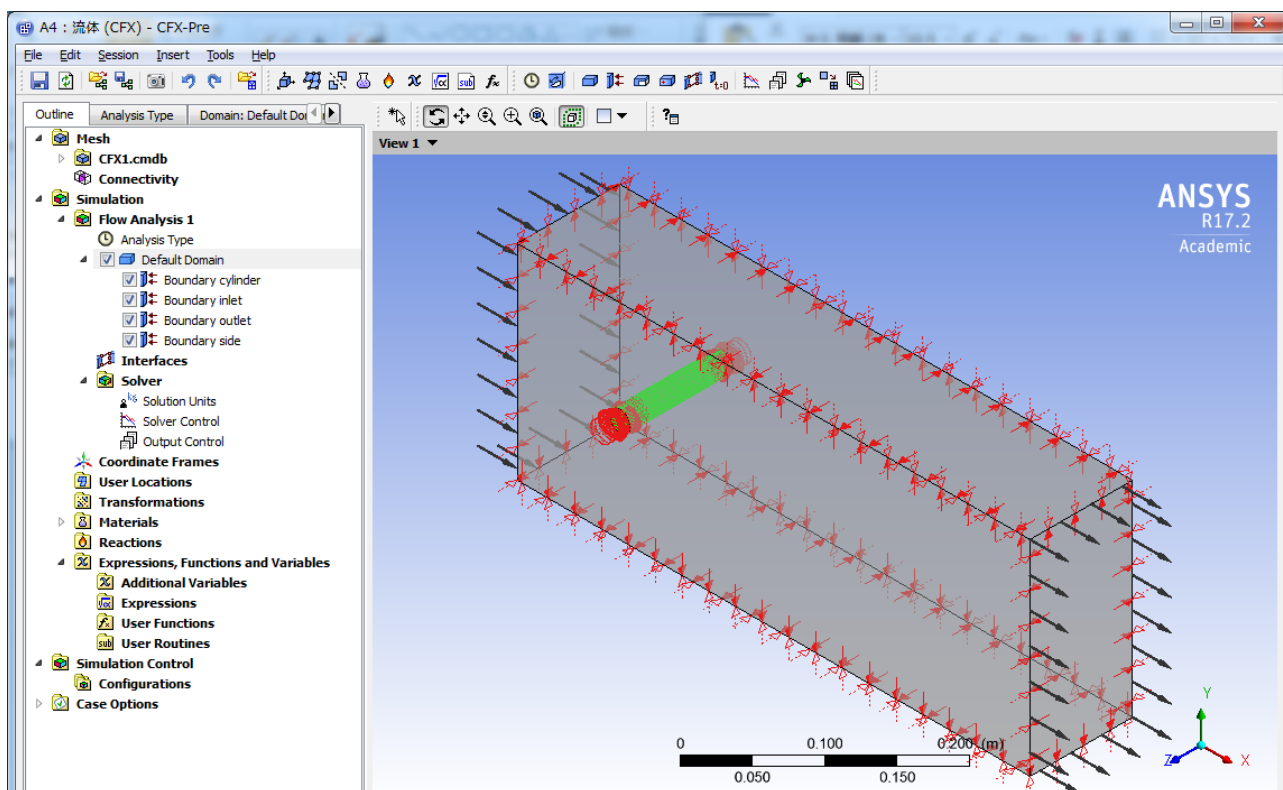 A4 : 流体 (CFX) - CFX-Pre
File Edit Session Insert Tools Help
Outline Analysis Type Domain: Default Do
Mesh
CFX1.cmdb
Connectivity
Simulation
Flow Analysis 1
Analysis Type
Default Domain
Boundary cylinder
Boundary inlet
Boundary outlet
Boundary side
Interfaces
Solver
Solution Units
Solver Control
Output Control
Coordinate Frames
User Locations
Transformations
Materials
Reactions
Expressions, Functions and Variables
Additional Variables
Expressions
User Functions
User Routines
Simulation Control
Configurations
Case Options
View 1
ANSYS
R17.2
Academic
0 0.100 0.200 (m)
0.050 0.150
Y
Z X